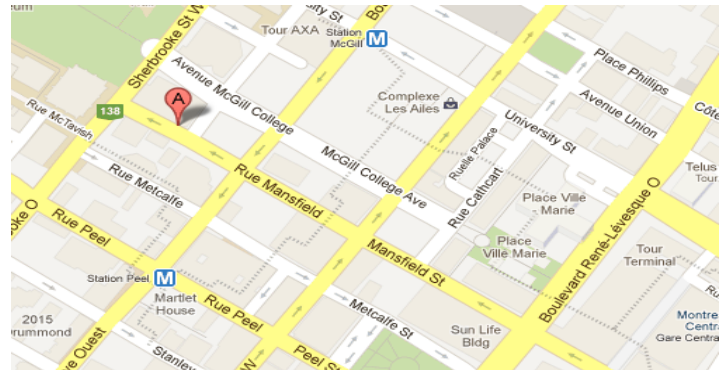 Tour AXA
Station
McGill
M
Place Phillips
Sherbrooke St W
Avenue McGill College
Complexe
Les Ailes
University St
Avenue Union
138
A
Rue McTavish
McGill College Ave
Ruelle Palace
Telus
Tour
Rue Metcalfe
Rue Mansfield
Rue Cathcart
Place Ville
Marie
Rue Peel
Mansfield St
Place
Ville Marie
Boulevard René-Lévesque O
Tour
Terminal
Station Peel
M
Martlet
House
Rue Peel
Metcalfe St
Sun Life
Bldg
Gare Centra
2015
Peel St